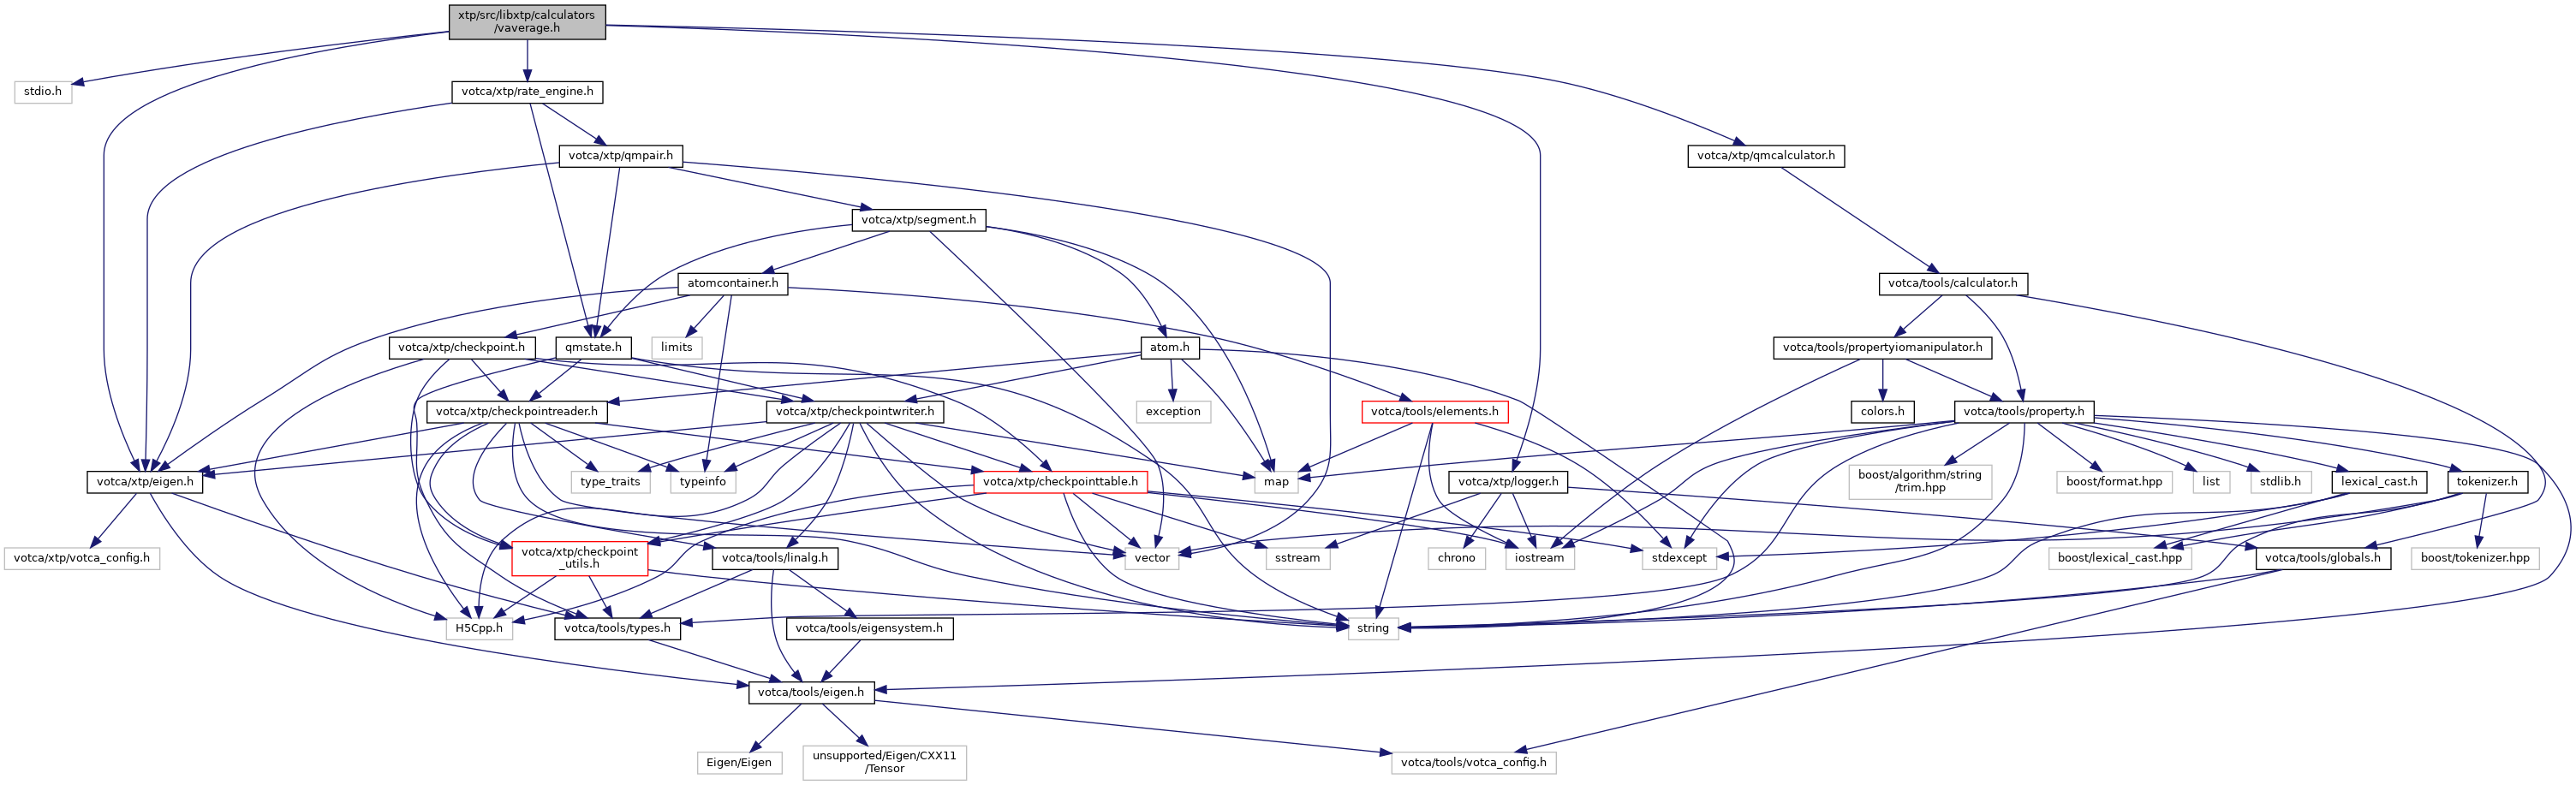 xtp/src/libxtp/calculators
/vaverage.h
stdio.h
votca/xtp/rate_engine.h
votca/xtp/qmpair.h
votca/xtp/qmcalculator.h
votca/xtp/segment.h
atomcontainer.h
votca/tools/calculator.h
votca/xtp/checkpoint.h
qmstate.h
limits
atom.h
votca/tools/propertyiomanipulator.h
votca/xtp/checkpointreader.h
votca/xtp/checkpointwriter.h
exception
votca/tools/elements.h
colors.h
votca/tools/property.h
votca/xtp/eigen.h
type_traits
typeinfo
votca/xtp/checkpointtable.h
map
votca/xtp/logger.h
boost/algorithm/string
/trim.hpp
boost/format.hpp
list
stdlib.h
lexical_cast.h
tokenizer.h
votca/xtp/votca_config.h
votca/xtp/checkpoint
_utils.h
votca/tools/linalg.h
vector
sstream
chrono
iostream
stdexcept
boost/lexical_cast.hpp
votca/tools/globals.h
boost/tokenizer.hpp
H5Cpp.h
votca/tools/types.h
votca/tools/eigensystem.h
string
votca/tools/eigen.h
Eigen/Eigen
unsupported/Eigen/CXX11
/Tensor
votca/tools/votca_config.h